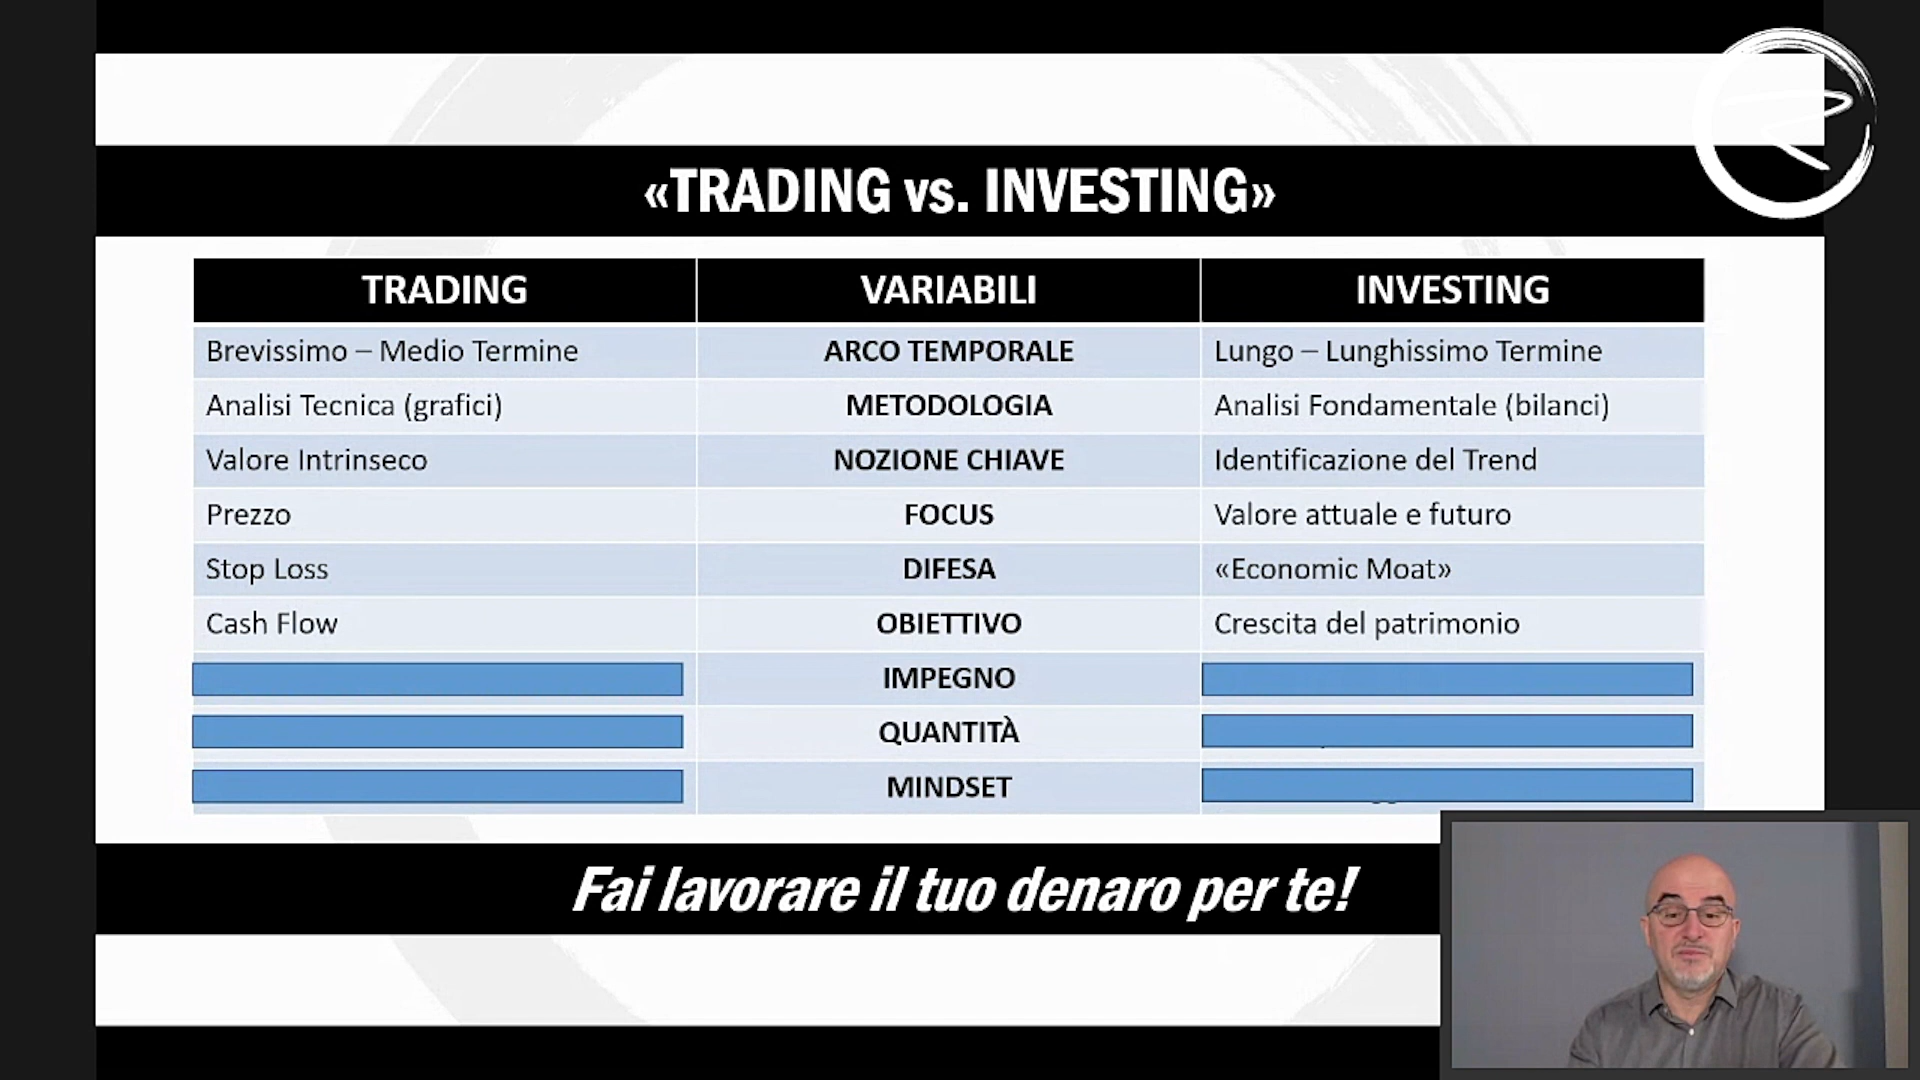 «TRADING vs. INVESTING»
TRADING VARIABILI INVESTING
Brevissimo – Medio Termine ARCO TEMPORALE Lungo – Lunghissimo Termine
Analisi Tecnica (grafici) METODOLOGIA Analisi Fondamentale (bilanci)
Valore Intrinseco NOZIONE CHIAVE Identificazione del Trend
Prezzo FOCUS Valore attuale e futuro
Stop Loss DIFESA «Economic Moat»
Cash Flow OBIETTIVO Crescita del patrimonio
IMPEGNO
QUANTITÀ
MINDSET
Fai lavorare il tuo denaro per te!